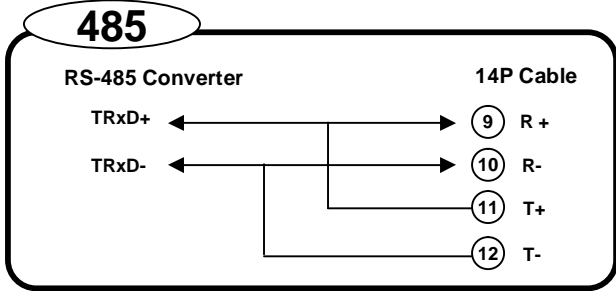 485
RS-485 Converter 14P Cable
TRxD+ 9 R +
TRxD- 10 R-
11 T+
12 T-